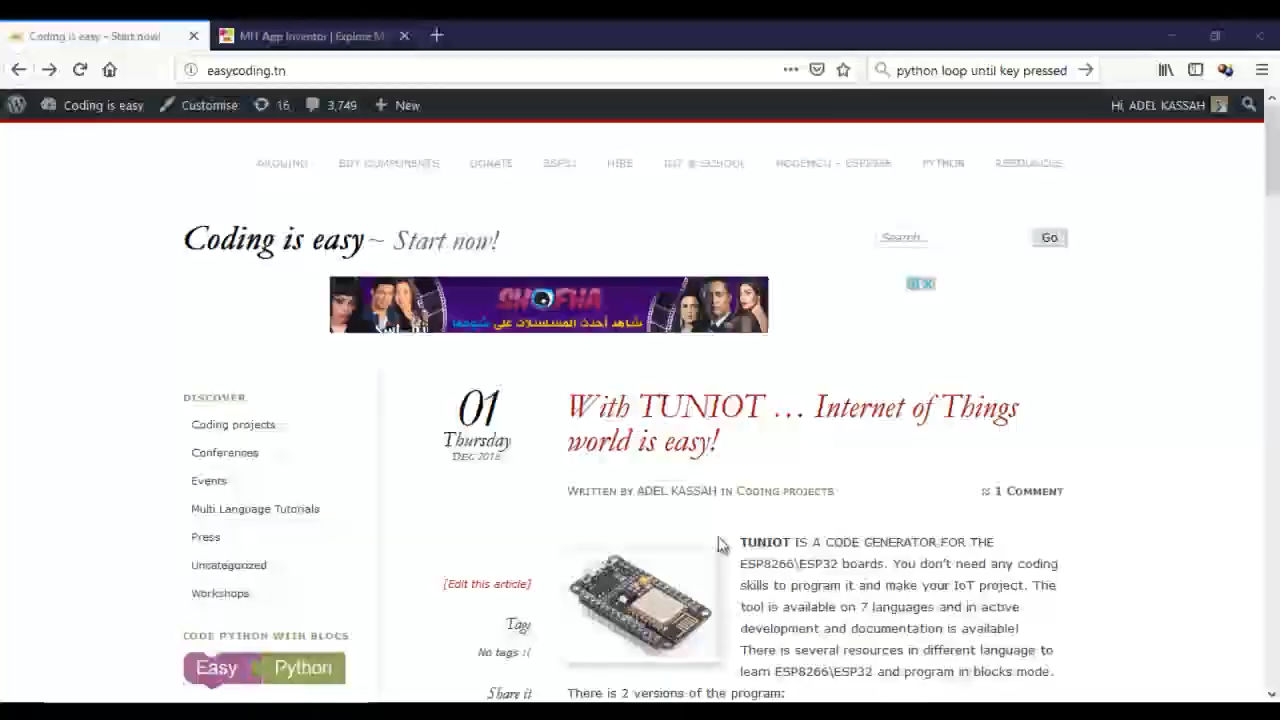 Coding is easy – Start now!
MIT App Inventor | Explore M
easycoding.tn
python loop until key pressed
Coding is easy
Customise
16
3,749
New
Hi, ADEL KASSAH
ARDUINO
BUY COMPONENTS
DONATE
ESP32
HIRE
IOT @ SCHOOL
NODEMCU – ESP8266
PYTHON
RESSOURCES
Coding is easy ~ Start now!
Search...
Go
SHOFHA
شاهد أحدث المسلسلات على شوفها
DISCOVER
Coding projects
Conferences
Events
Multi Language Tutorials
Press
Uncategorized
Workshops
CODE PYTHON WITH BLOCS
Easy Python
01
Thursday
DEC 2016
[Edit this article]
Tag
No tags :(
Share it
With TUNIOT … Internet of Things
world is easy!
WRITTEN BY ADEL KASSAH IN CODING PROJECTS
1 COMMENT
TUNIOT IS A CODE GENERATOR FOR THE
ESP8266\ESP32 boards. You don't need any coding
skills to program it and make your IoT project. The
tool is available on 7 languages and in active
development and documentation is available!
There is several resources in different language to
learn ESP8266\ESP32 and program in blocks mode.
There is 2 versions of the program: